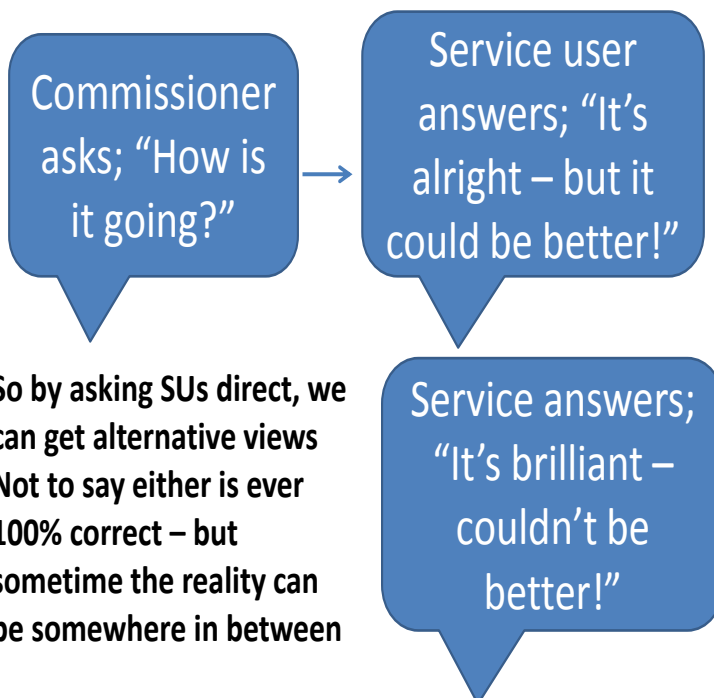 Commissioner
asks; “How is
it going?”
Service user
answers; “It’s
alright – but it
could be better!”
So by asking SUs direct, we
can get alternative views
Not to say either is ever
100% correct – but
sometime the reality can
be somewhere in between
Service answers;
“It’s brilliant –
couldn’t be
better!”